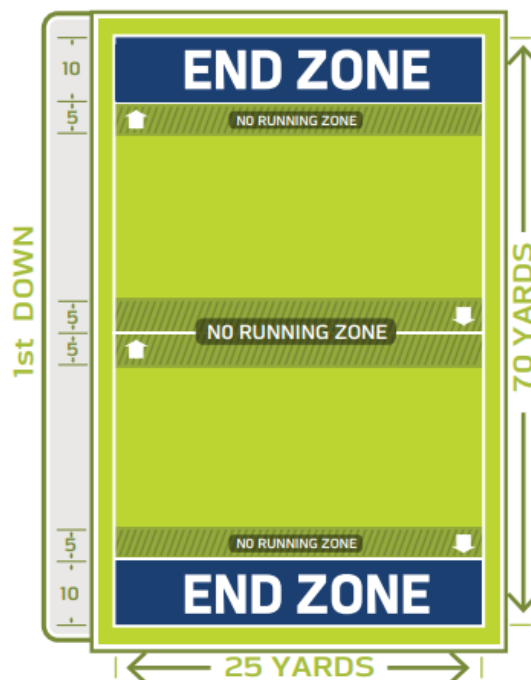 10
END ZONE
5
NO RUNNING ZONE
1st DOWN
5
NO RUNNING ZONE
5
70 YARDS
5
NO RUNNING ZONE
10
END ZONE
25 YARDS